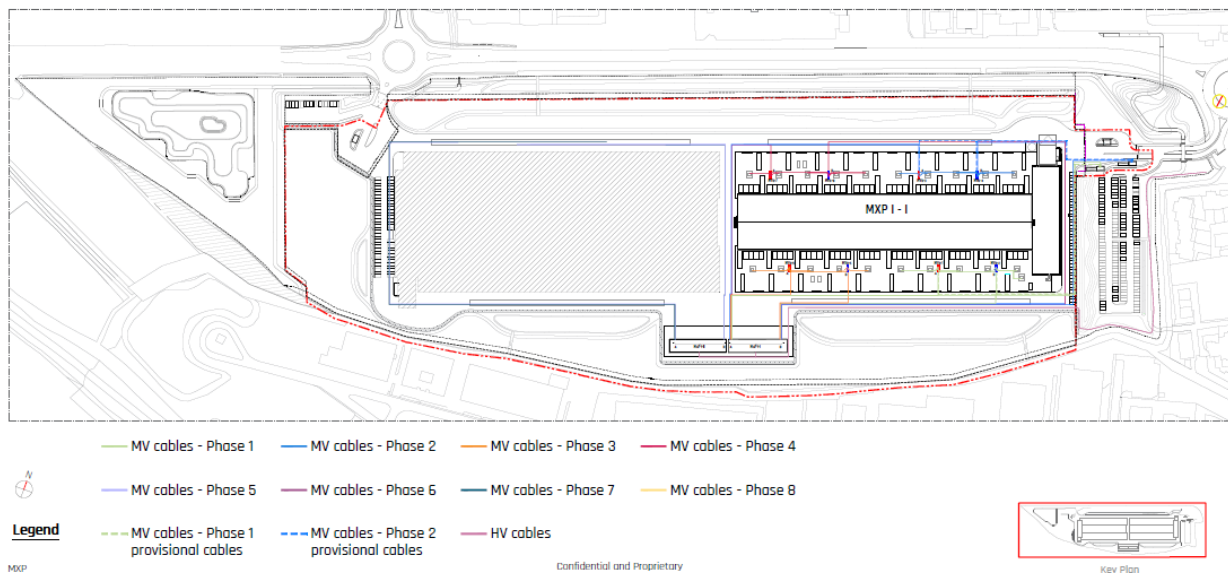 MXP I - I
MV cables - Phase 1
MV cables - Phase 2
MV cables - Phase 3
MV cables - Phase 4
N
MV cables - Phase 5
MV cables - Phase 6
MV cables - Phase 7
MV cables - Phase 8
Legend
MV cables - Phase 1
provisional cables
MV cables - Phase 2
provisional cables
HV cables
MXP
Confidential and Proprietary
Key Plan